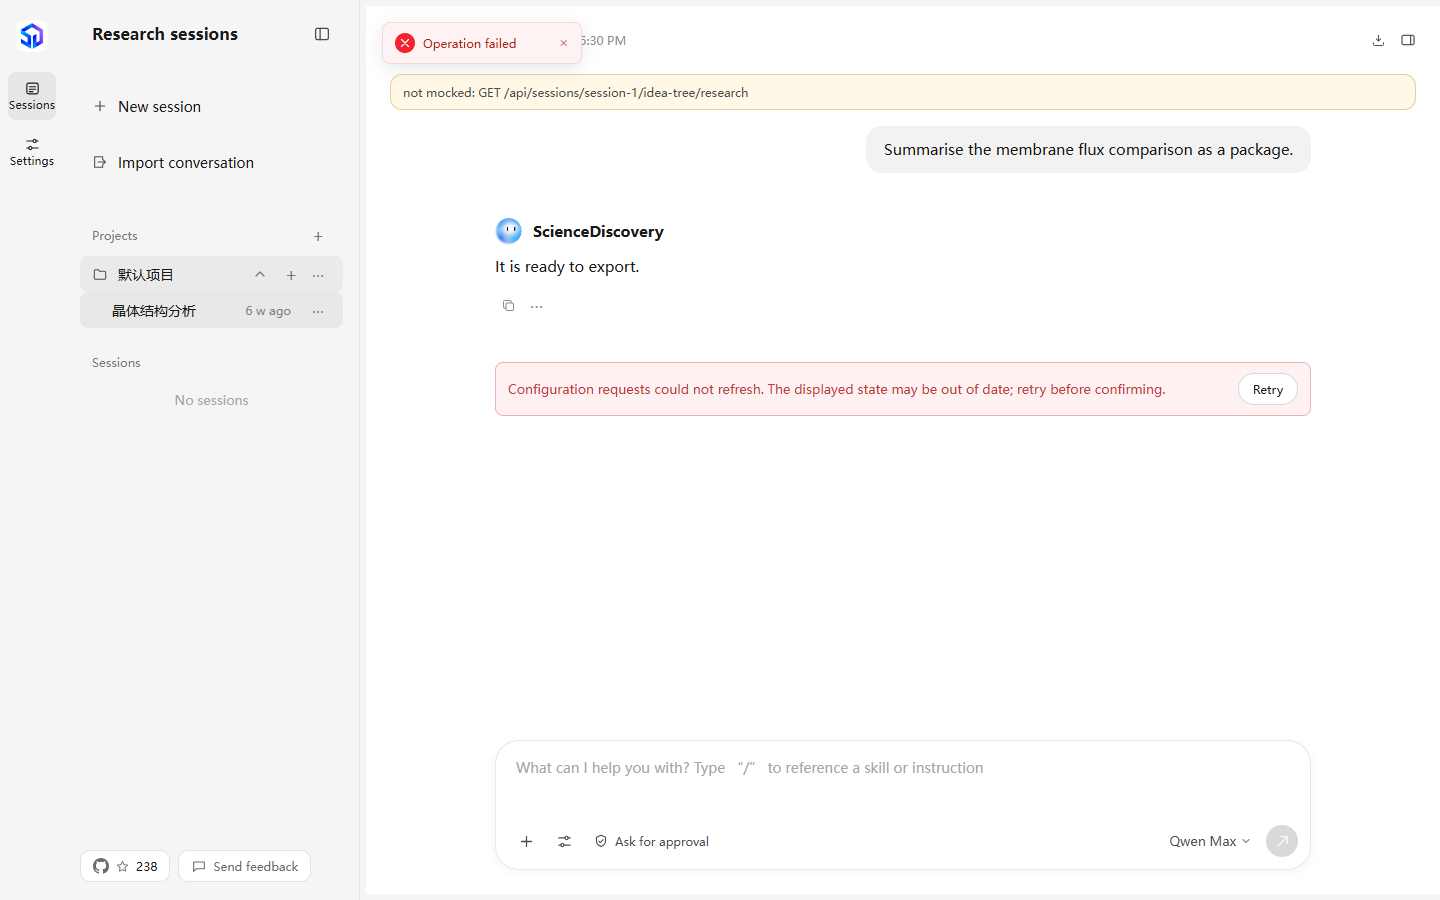 Research sessions
Sessions
Settings
New session
Import conversation
Projects
默认项目
晶体结构分析
6 w ago
Sessions
No sessions
238
Send feedback
Operation failed
5:30 PM
not mocked: GET /api/sessions/session-1/idea-tree/research
Summarise the membrane flux comparison as a package.
ScienceDiscovery
It is ready to export.
Configuration requests could not refresh. The displayed state may be out of date; retry before confirming.
Retry
What can I help you with? Type “/” to reference a skill or instruction
Ask for approval
Qwen Max